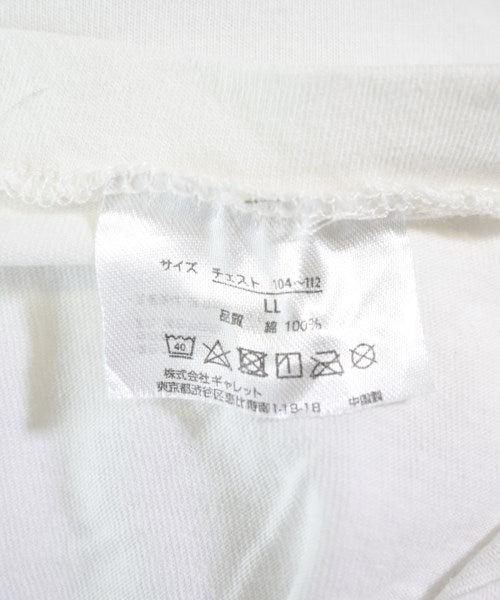 サイズ チェスト 104～112
LL
品質 綿 100%
40
株式会社ギャレット
東京都渋谷区恵比寿南1-13-18 中国製